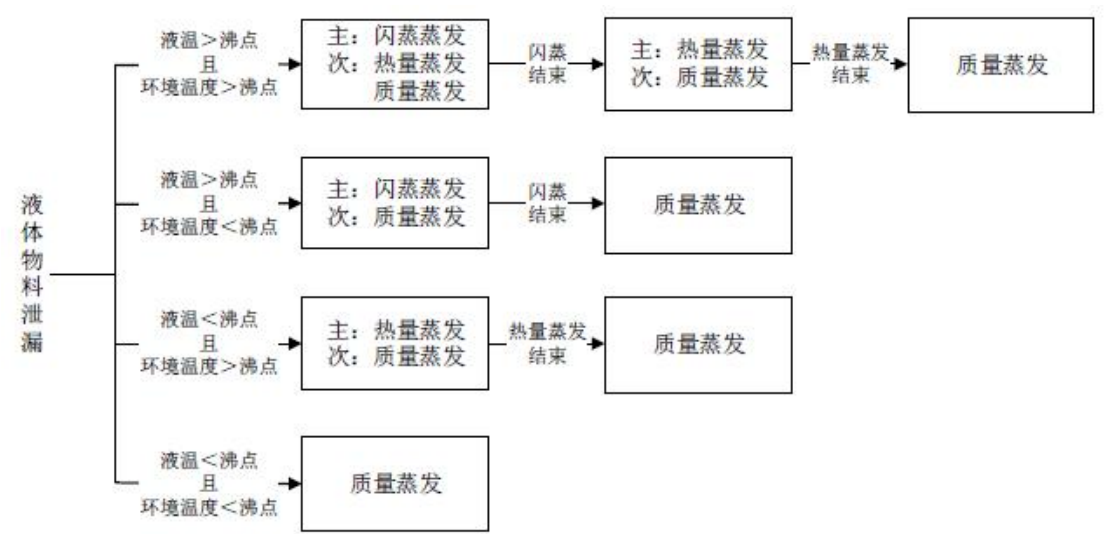 液体物料泄漏
液温＞沸点
且
环境温度＞沸点
主：闪蒸蒸发
次：热量蒸发
质量蒸发
闪蒸
结束
主：热量蒸发
次：质量蒸发
热量蒸发
结束
质量蒸发
液温＞沸点
且
环境温度＜沸点
主：闪蒸蒸发
次：质量蒸发
闪蒸
结束
质量蒸发
液温＜沸点
且
环境温度＞沸点
主：热量蒸发
次：质量蒸发
热量蒸发
结束
质量蒸发
液温＜沸点
且
环境温度＜沸点
质量蒸发